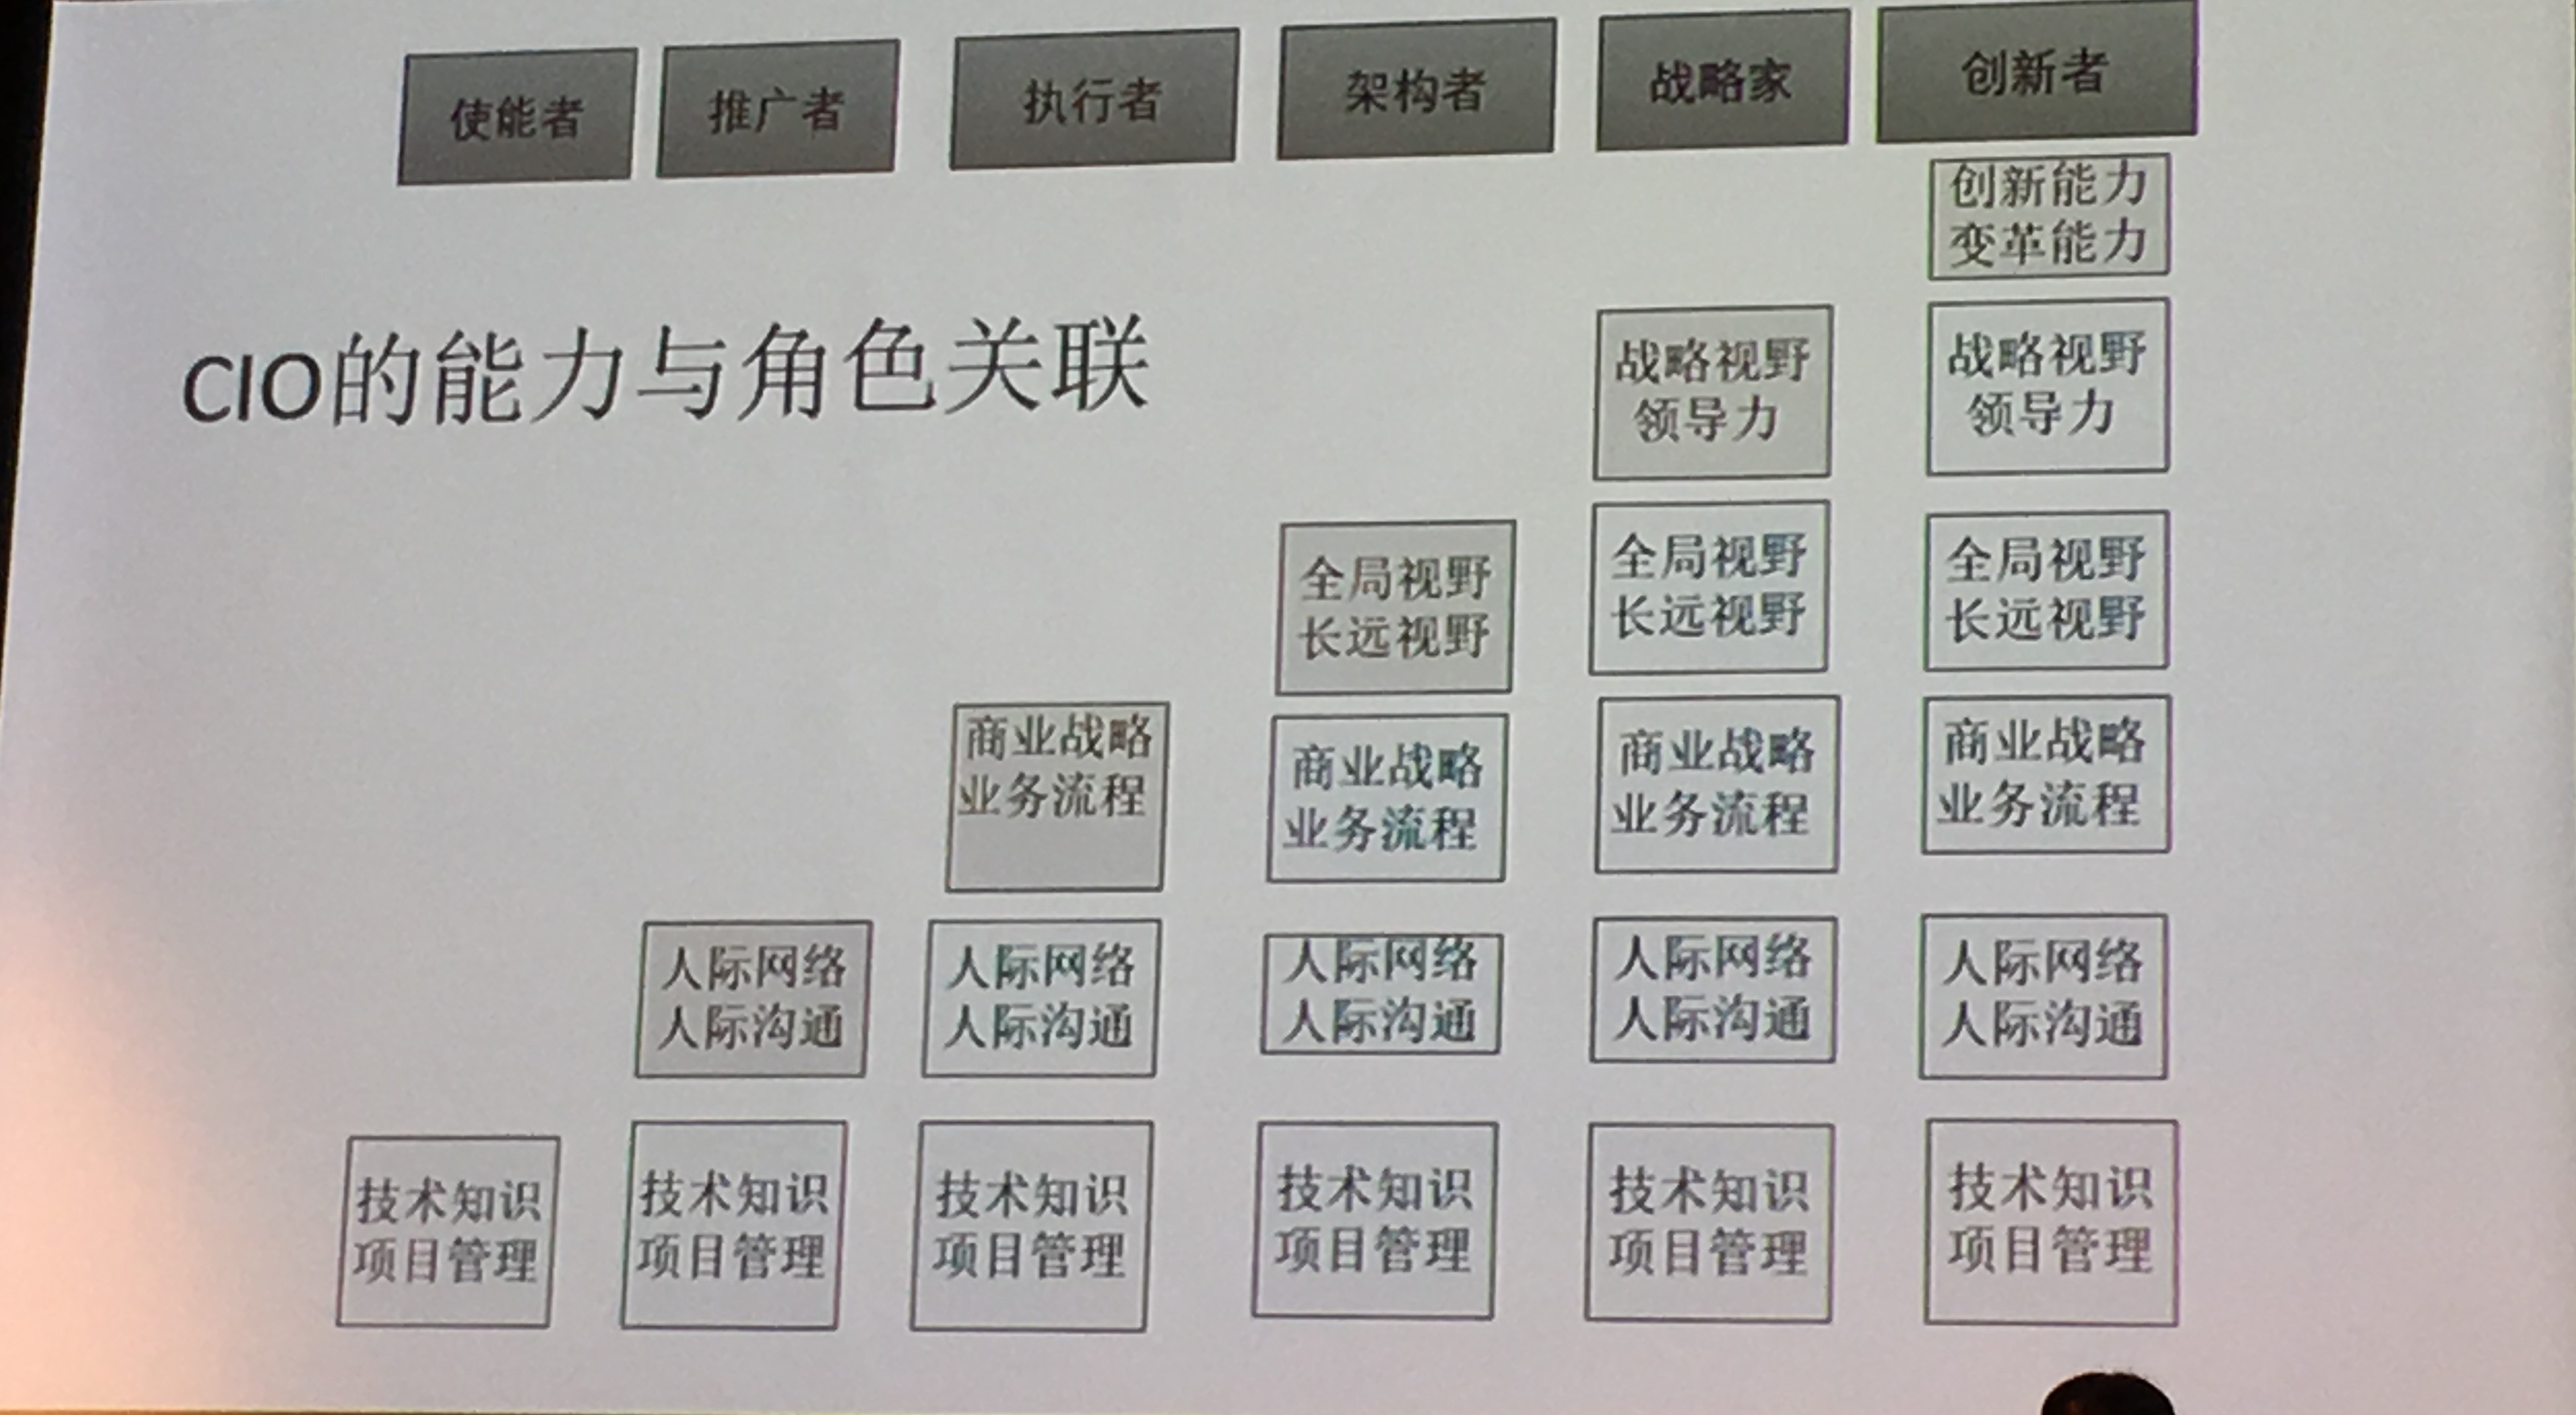 使能者 推广者 执行者 架构者 战略家 创新者
创新能力
变革能力
CIO的能力与角色关联
战略视野 战略视野
领导力 领导力
全局视野 全局视野 全局视野
长远视野 长远视野 长远视野
商业战略 商业战略 商业战略 商业战略
业务流程 业务流程 业务流程 业务流程
人际网络 人际网络 人际网络 人际网络 人际网络
人际沟通 人际沟通 人际沟通 人际沟通 人际沟通
技术知识 技术知识 技术知识 技术知识 技术知识 技术知识
项目管理 项目管理 项目管理 项目管理 项目管理 项目管理